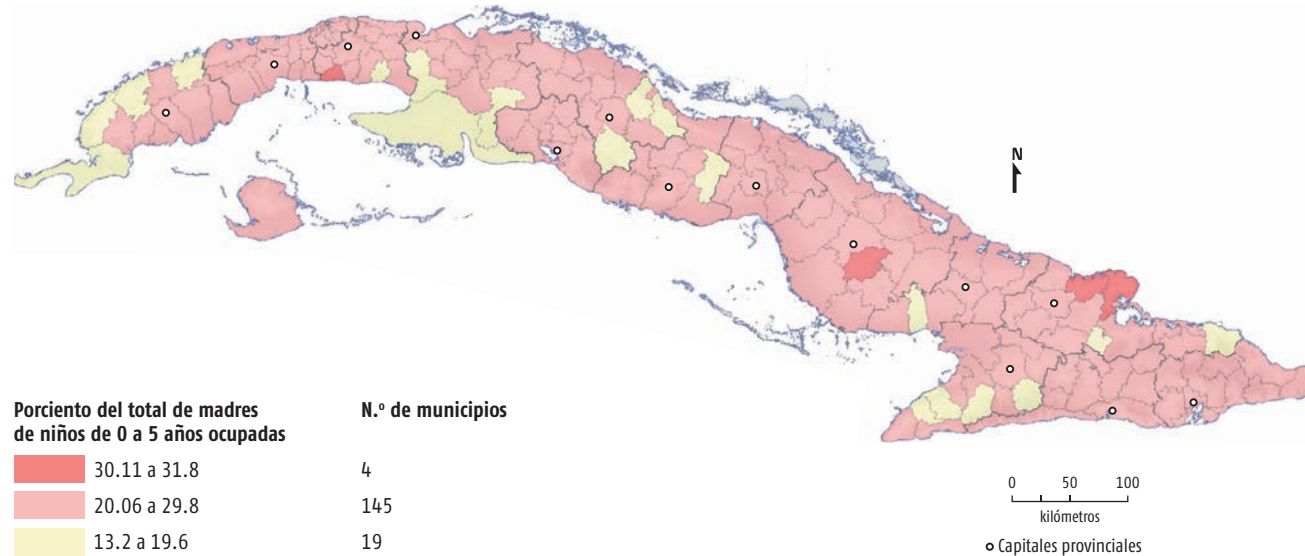 N
Porciento del total de madres
de niños de 0 a 5 años ocupadas
N.º de municipios
30.11 a 31.8
4
20.06 a 29.8
145
13.2 a 19.6
19
0 50 100
kilómetros
Capitales provinciales